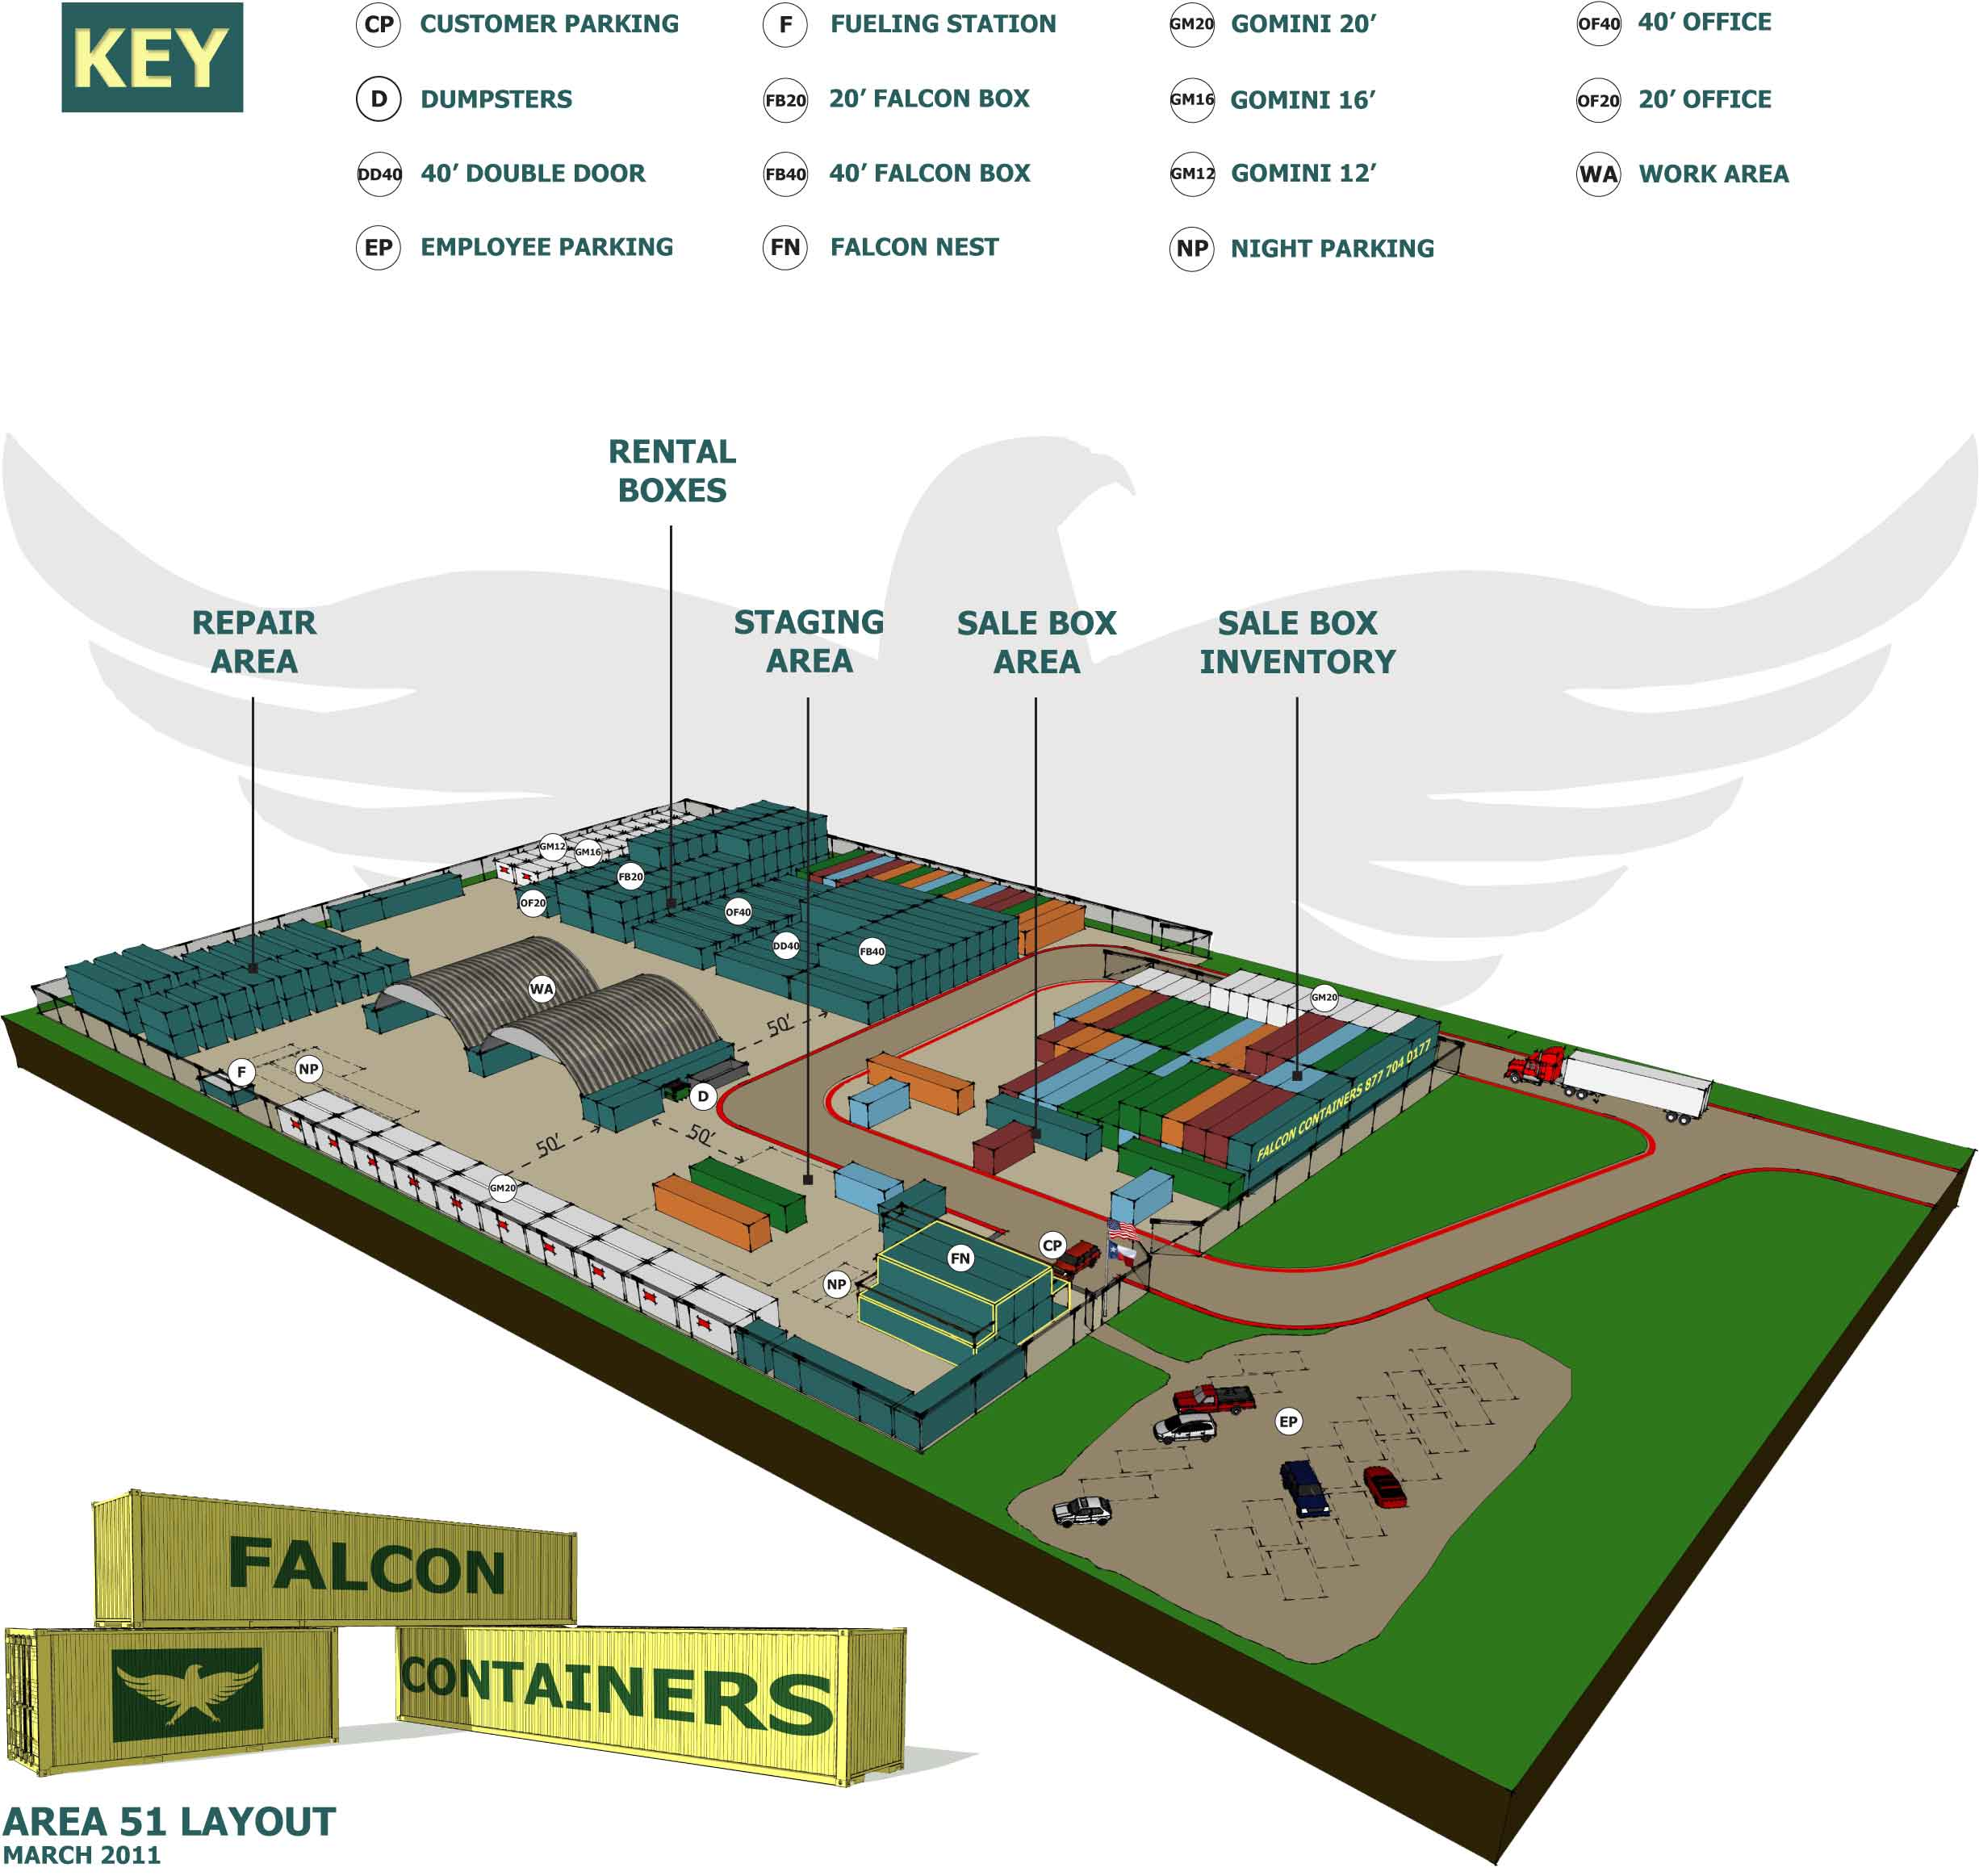 KEY
CP CUSTOMER PARKING
D DUMPSTERS
DD40 40’ DOUBLE DOOR
EP EMPLOYEE PARKING
F FUELING STATION
FB20 20’ FALCON BOX
FB40 40’ FALCON BOX
FN FALCON NEST
GM20 GOMINI 20’
GM16 GOMINI 16’
GM12 GOMINI 12’
NP NIGHT PARKING
OF40 40’ OFFICE
OF20 20’ OFFICE
WA WORK AREA
RENTAL
BOXES
REPAIR
AREA
STAGING
AREA
SALE BOX
AREA
SALE BOX
INVENTORY
GM12
GM16
FB20
OF20
OF40
DD40
FB40
WA
GM20
50’
FALCON CONTAINERS 877 704 0177
F
NP
D
50’
50’
GM20
CP
FN
NP
EP
FALCON
CONTAINERS
AREA 51 LAYOUT
MARCH 2011